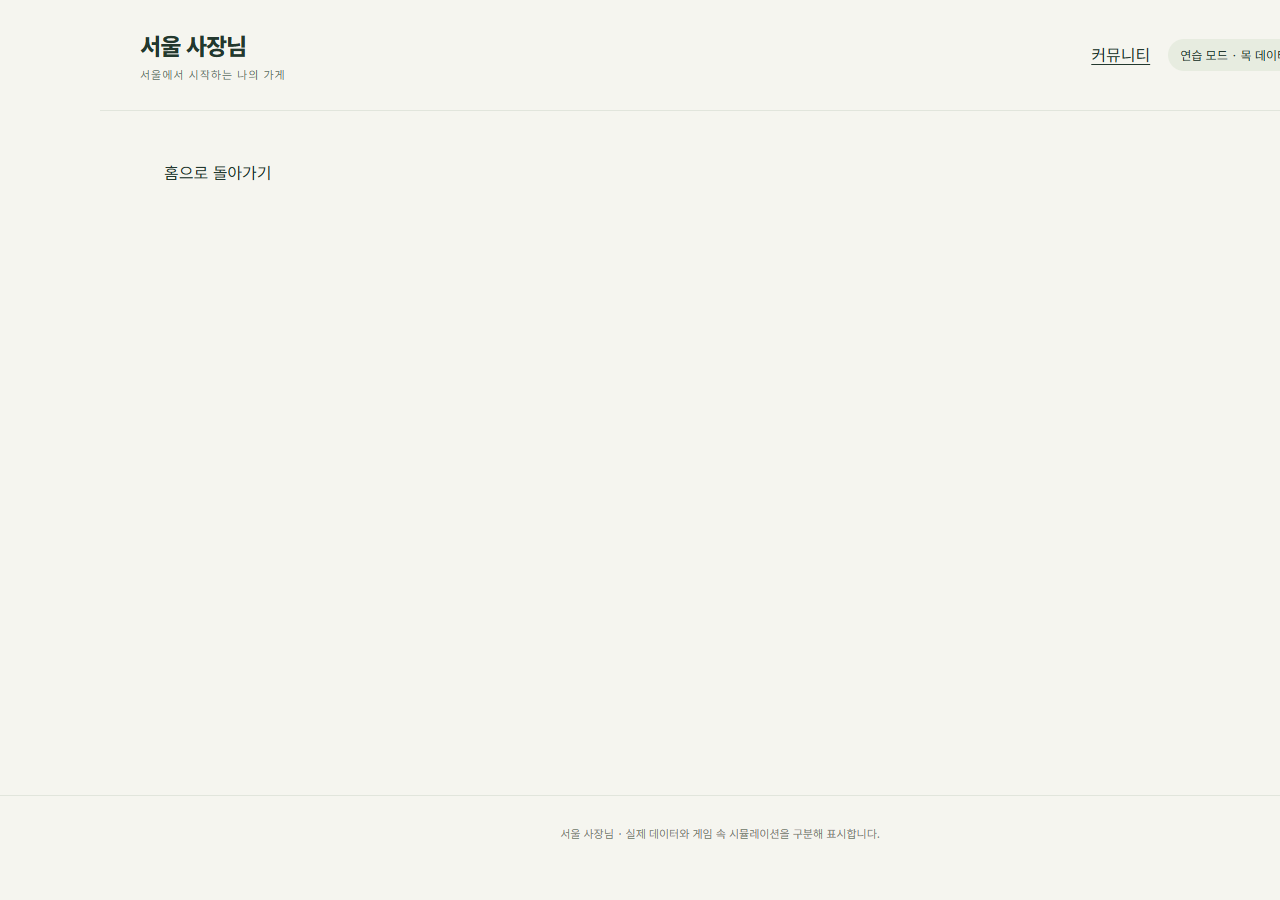 서울 사장님
서울에서 시작하는 나의 가게
커뮤니티
연습 모드 · 목 데이
홈으로 돌아가기
서울 사장님 · 실제 데이터와 게임 속 시뮬레이션을 구분해 표시합니다.